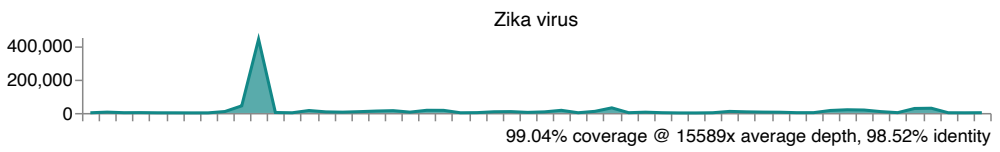 Zika virus
400,000
200,000
0
99.04% coverage @ 15589x average depth, 98.52% identity